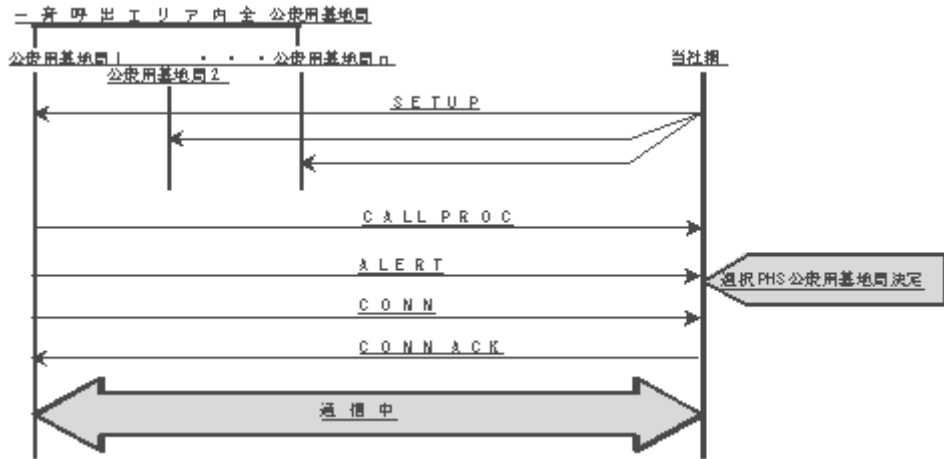 一斉呼出エリア内全公衆用基地局
公衆用基地局1 ・・・公衆用基地局n 当社網
公衆用基地局2
SETUP
CALL PROC
ALERT
選択PHS公衆用基地局決定
CONN
CONN ACK
通信中